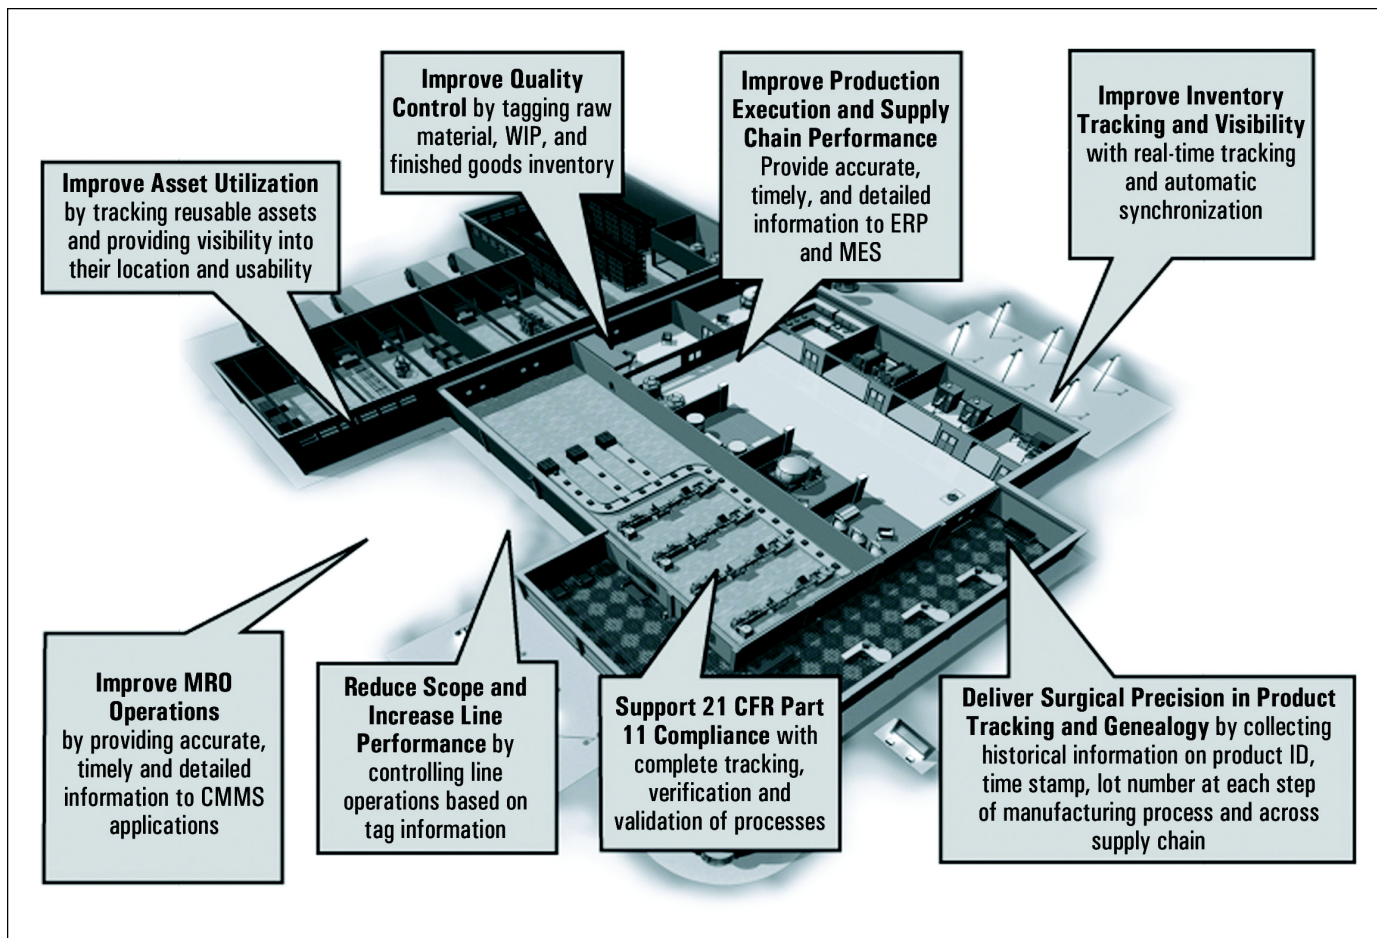 Improve Asset Utilization
by tracking reusable assets
and providing visibility into
their location and usability
Improve Quality
Control by tagging raw
material, WIP, and
finished goods inventory
Improve Production
Execution and Supply
Chain Performance
Provide accurate,
timely, and detailed
information to ERP
and MES
Improve Inventory
Tracking and Visibility
with real-time tracking
and automatic
synchronization
Improve MRO
Operations
by providing accurate,
timely and detailed
information to CMMS
applications
Reduce Scope and
Increase Line
Performance by
controlling line
operations based on
tag information
Support 21 CFR Part
11 Compliance with
complete tracking,
verification and
validation of processes
Deliver Surgical Precision in Product
Tracking and Genealogy by collecting
historical information on product ID,
time stamp, lot number at each step
of manufacturing process and across
supply chain